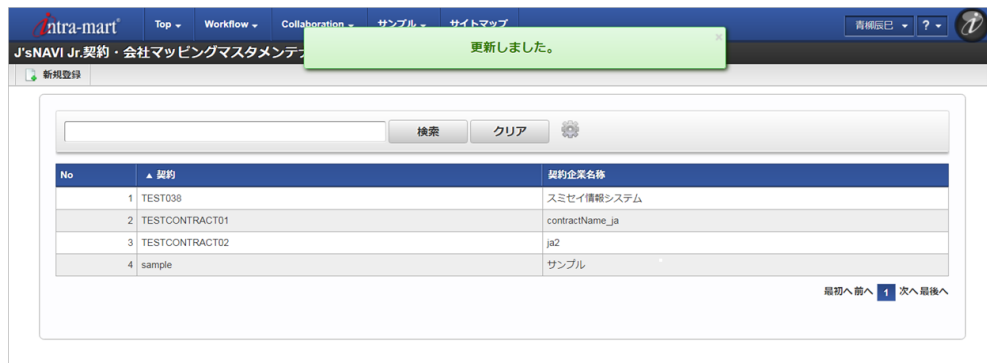 intra-mart Top Workflow Collaboration サンプル サイトマップ 青柳辰巳 ?
更新しました。
J'sNAVI Jr.契約・会社マッピングマスタメンテナ
新規登録
検索 クリア
No ▲ 契約 契約企業名称
1 TEST038 スミセイ情報システム
2 TESTCONTRACT01 contractName_ja
3 TESTCONTRACT02 ja2
4 sample サンプル
最初へ 前へ 1 次へ 最後へ